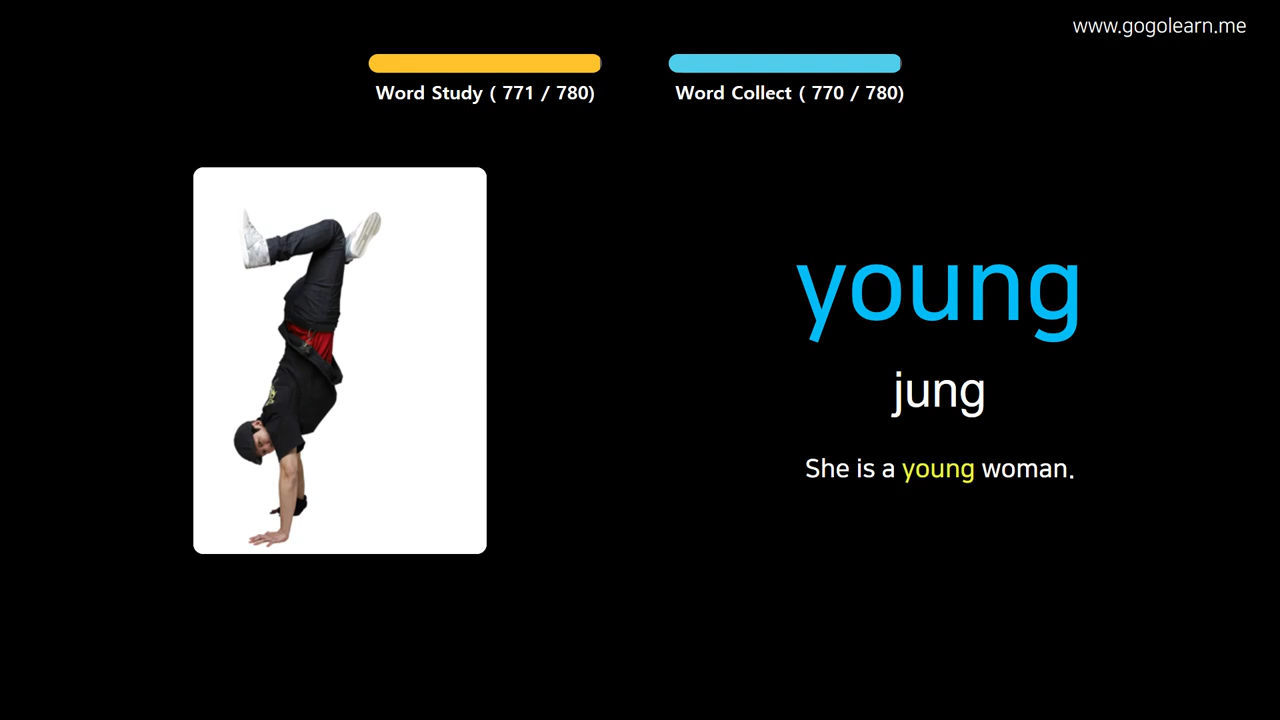 www.gogolearn.me
Word Study ( 771 / 780)
Word Collect ( 770 / 780)
young
jung
She is a young woman.